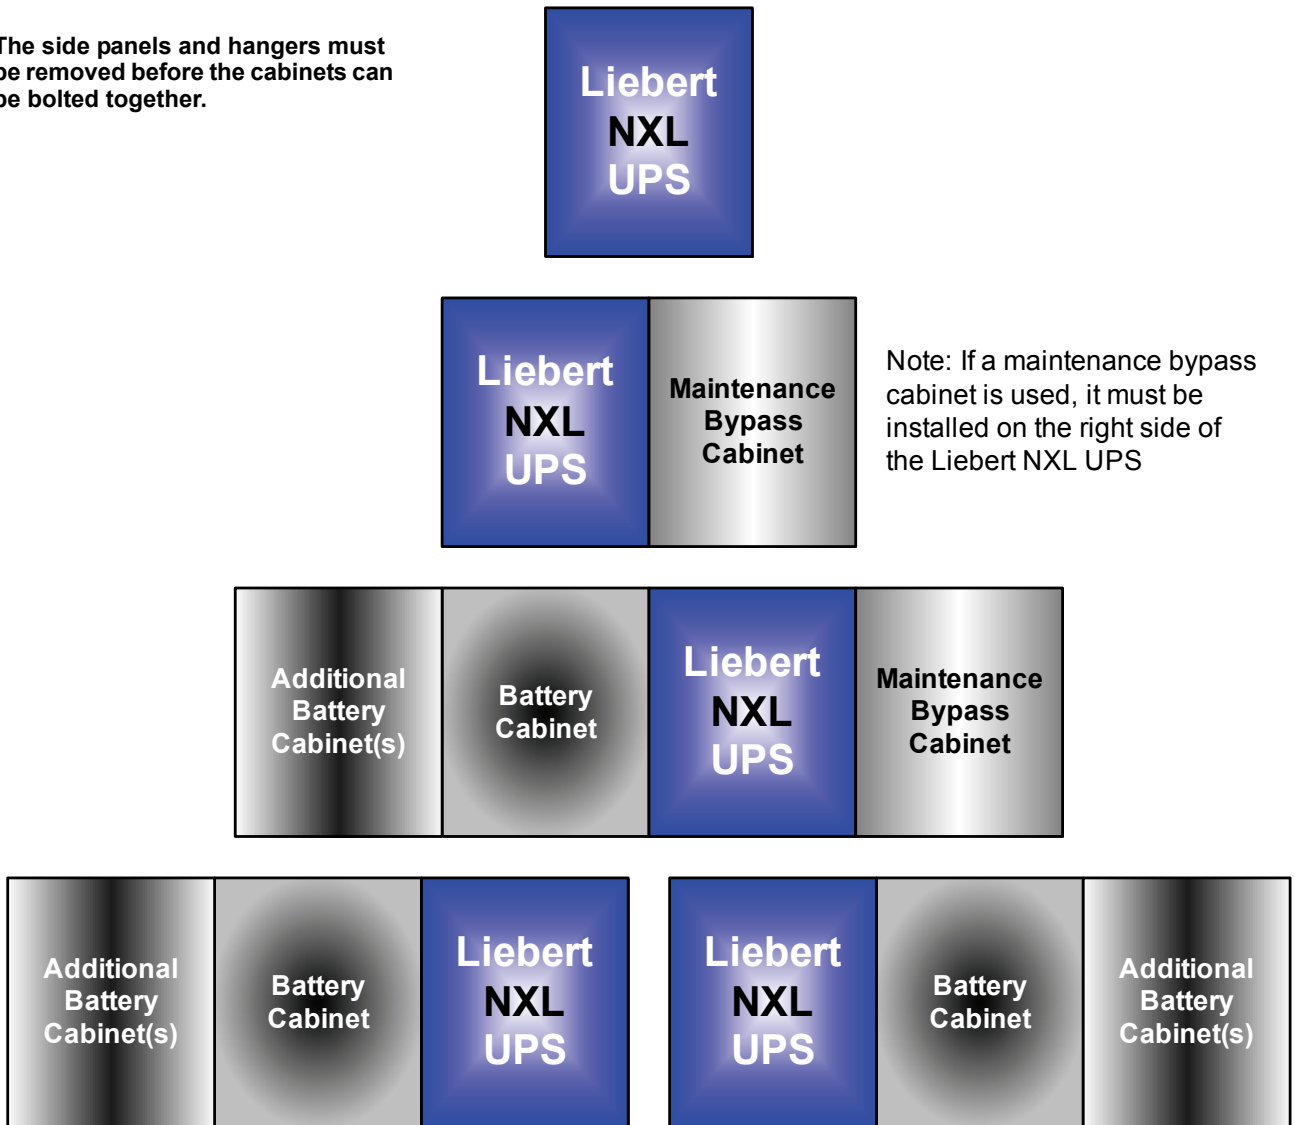 The side panels and hangers must
be removed before the cabinets can
be bolted together.
Liebert
NXL
UPS
Liebert
NXL
UPS
Maintenance
Bypass
Cabinet
Note: If a maintenance bypass
cabinet is used, it must be
installed on the right side of
the Liebert NXL UPS
Additional
Battery
Cabinet(s)
Battery
Cabinet
Liebert
NXL
UPS
Maintenance
Bypass
Cabinet
Additional
Battery
Cabinet(s)
Battery
Cabinet
Liebert
NXL
UPS
Liebert
NXL
UPS
Battery
Cabinet
Additional
Battery
Cabinet(s)